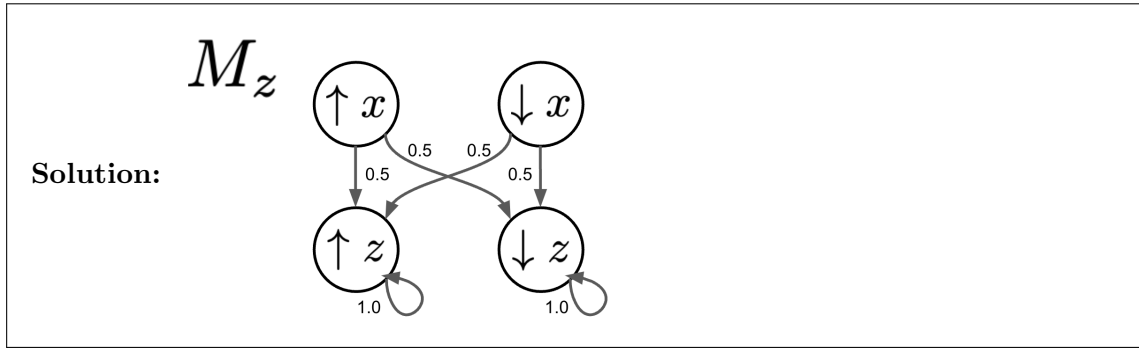 M_z
↑ x ↓ x
0.5 0.5
Solution: 0.5 0.5
↑ z ↓ z
1.0 1.0